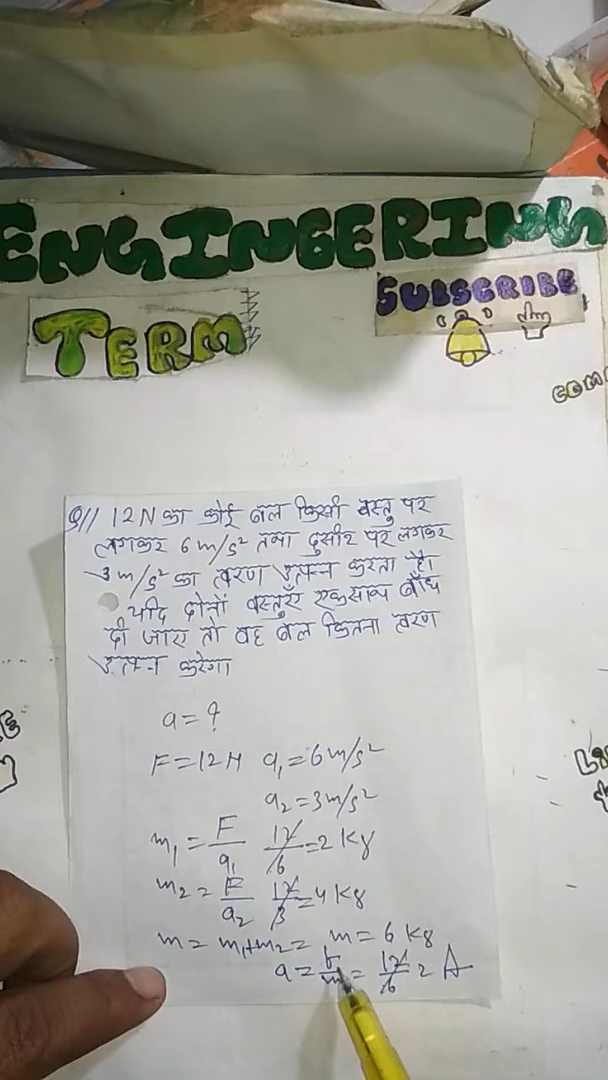 ENGINEERING
SUBSCRIBE
TERM
COM
Q// 12N का कोई बल किसी वस्तु पर
लगकर 6 m/s² तथा दुसरे पर लगकर
3 m/s² का त्वरण उत्पन्न करता है।
यदि दोनों वस्तुएँ एकसाथ बाँध
दी जाए तो वह बल कितना त्वरण
उत्पन्न करेगा
a = ?
F = 12 N a₁ = 6 m/s²
a₂ = 3 m/s²
m₁ = F/a₁ 12/6 = 2 Kg
m₂ = F/a₂ 12/3 = 4 Kg
m = m₁+m₂ = m = 6 Kg
a = F/m = 12/6 = 2